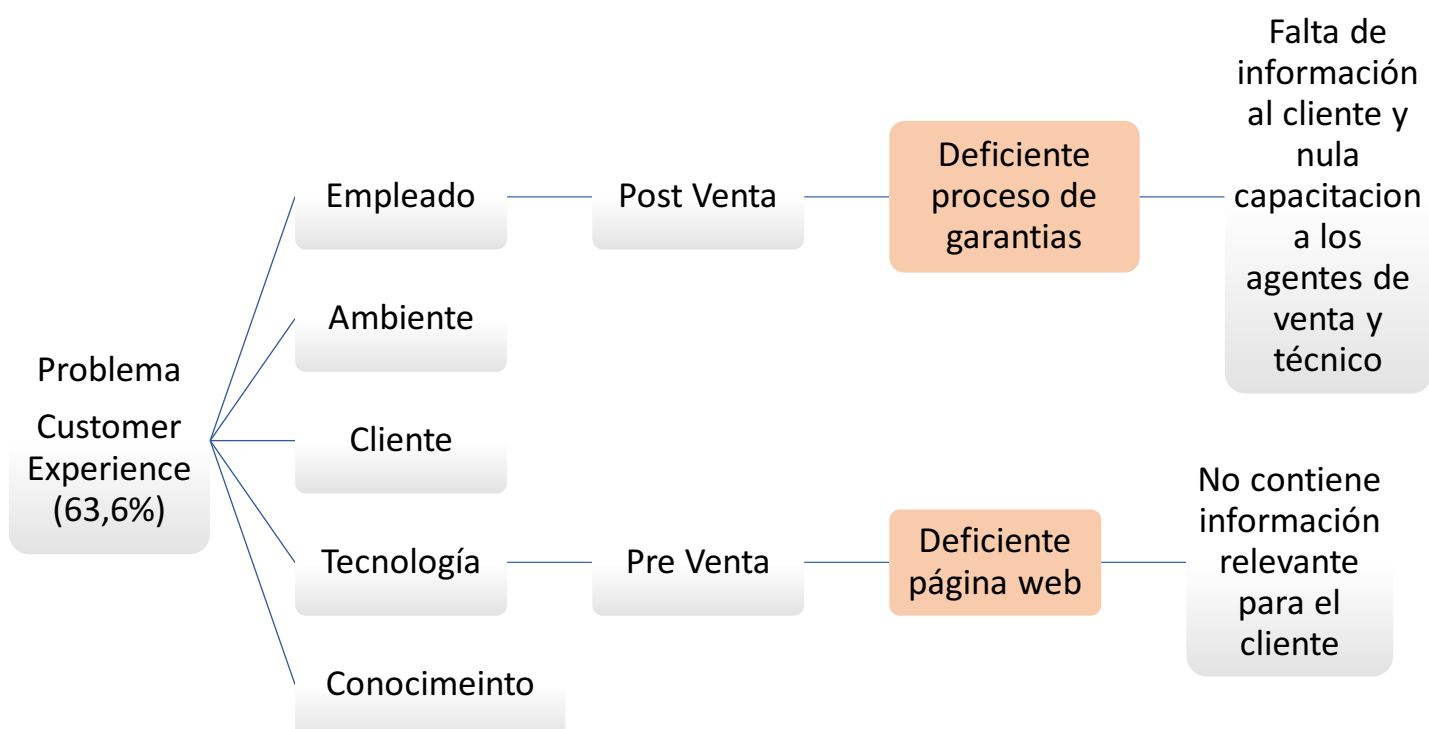 Problema
Customer
Experience
(63,6%)
Empleado
Post Venta
Deficiente
proceso de
garantias
Falta de
información
al cliente y
nula
capacitacion
a los
agentes de
venta y
técnico
Ambiente
Cliente
Tecnología
Pre Venta
Deficiente
página web
No contiene
información
relevante
para el
cliente
Conocimeinto